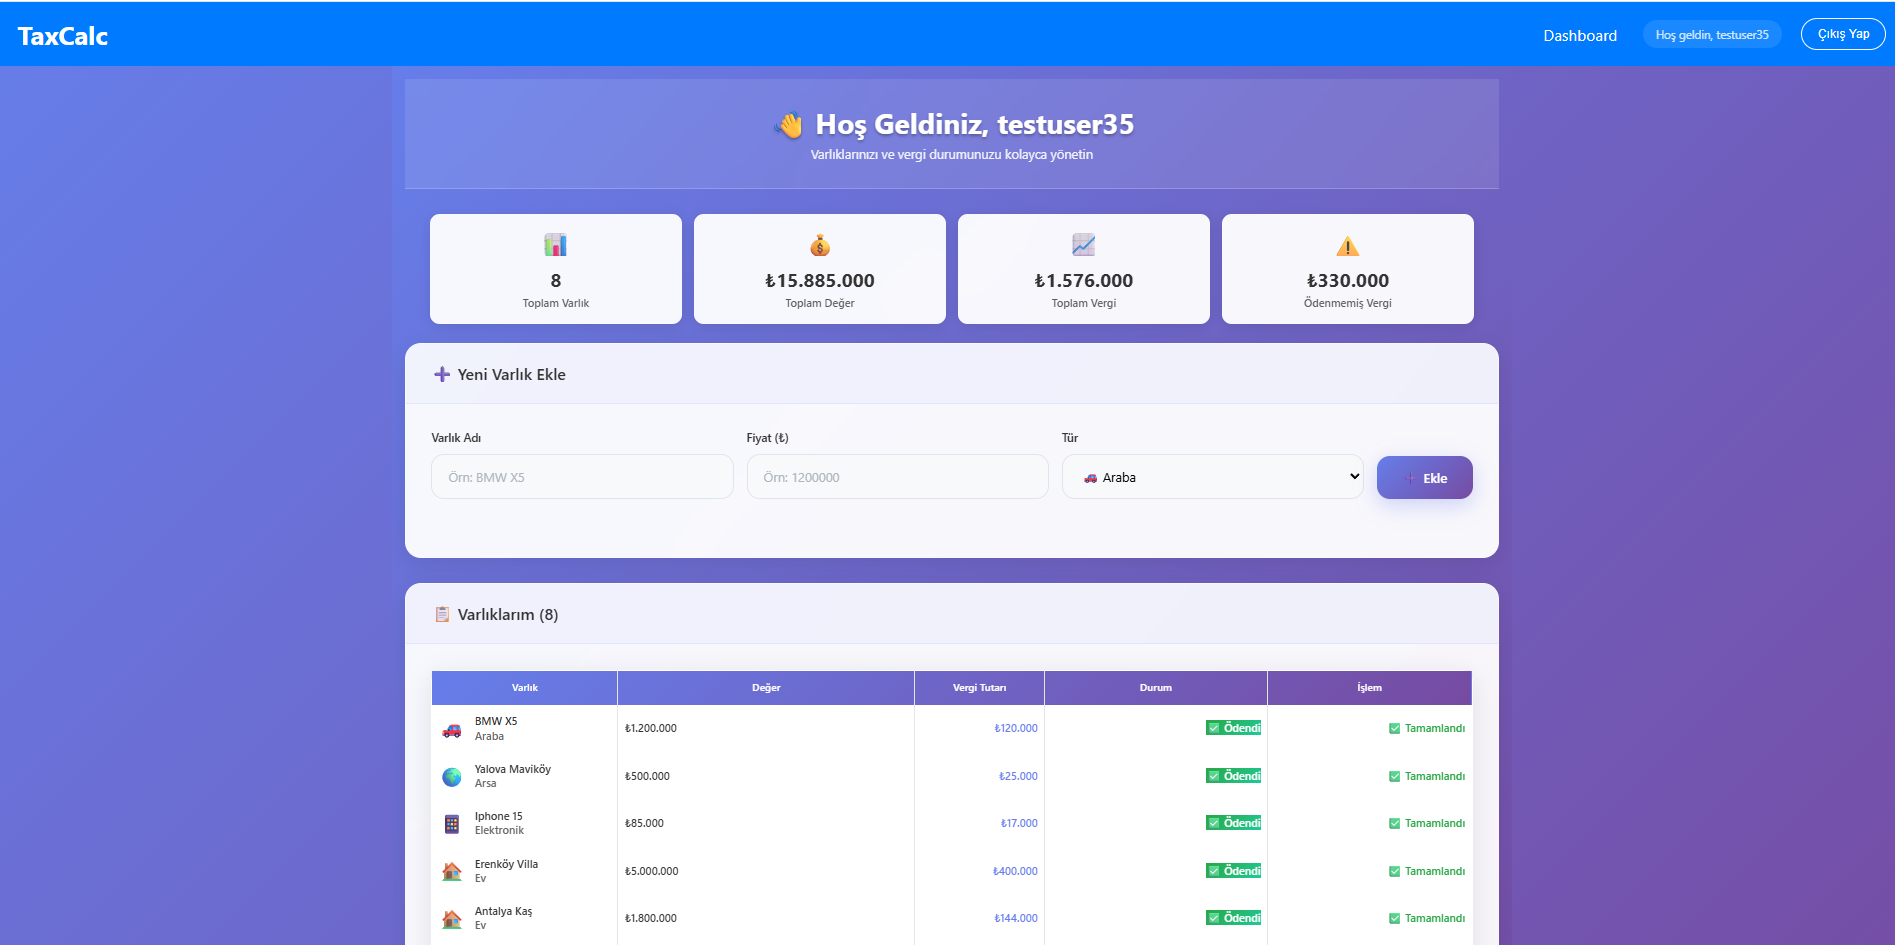 TaxCalc
Dashboard
Hoş geldin, testuser35
Çıkış Yap
Hoş Geldiniz, testuser35
Varlıklarınızı ve vergi durumunuzu kolayca yönetin
8
Toplam Varlık
₺15.885.000
Toplam Değer
₺1.576.000
Toplam Vergi
₺330.000
Ödenmemiş Vergi
Yeni Varlık Ekle
Varlık Adı
Fiyat (₺)
Tür
Örn: BMW X5
Örn: 1200000
Araba
Ekle
Varlıklarım (8)
Varlık Değer Vergi Tutarı Durum İşlem
BMW X5
Araba
₺1.200.000 ₺120.000 Ödendi Tamamlandı
Yalova Maviköy
Arsa
₺500.000 ₺25.000 Ödendi Tamamlandı
Iphone 15
Elektronik
₺85.000 ₺17.000 Ödendi Tamamlandı
Erenköy Villa
Ev
₺5.000.000 ₺400.000 Ödendi Tamamlandı
Antalya Kaş
Ev
₺1.800.000 ₺144.000 Ödendi Tamamlandı